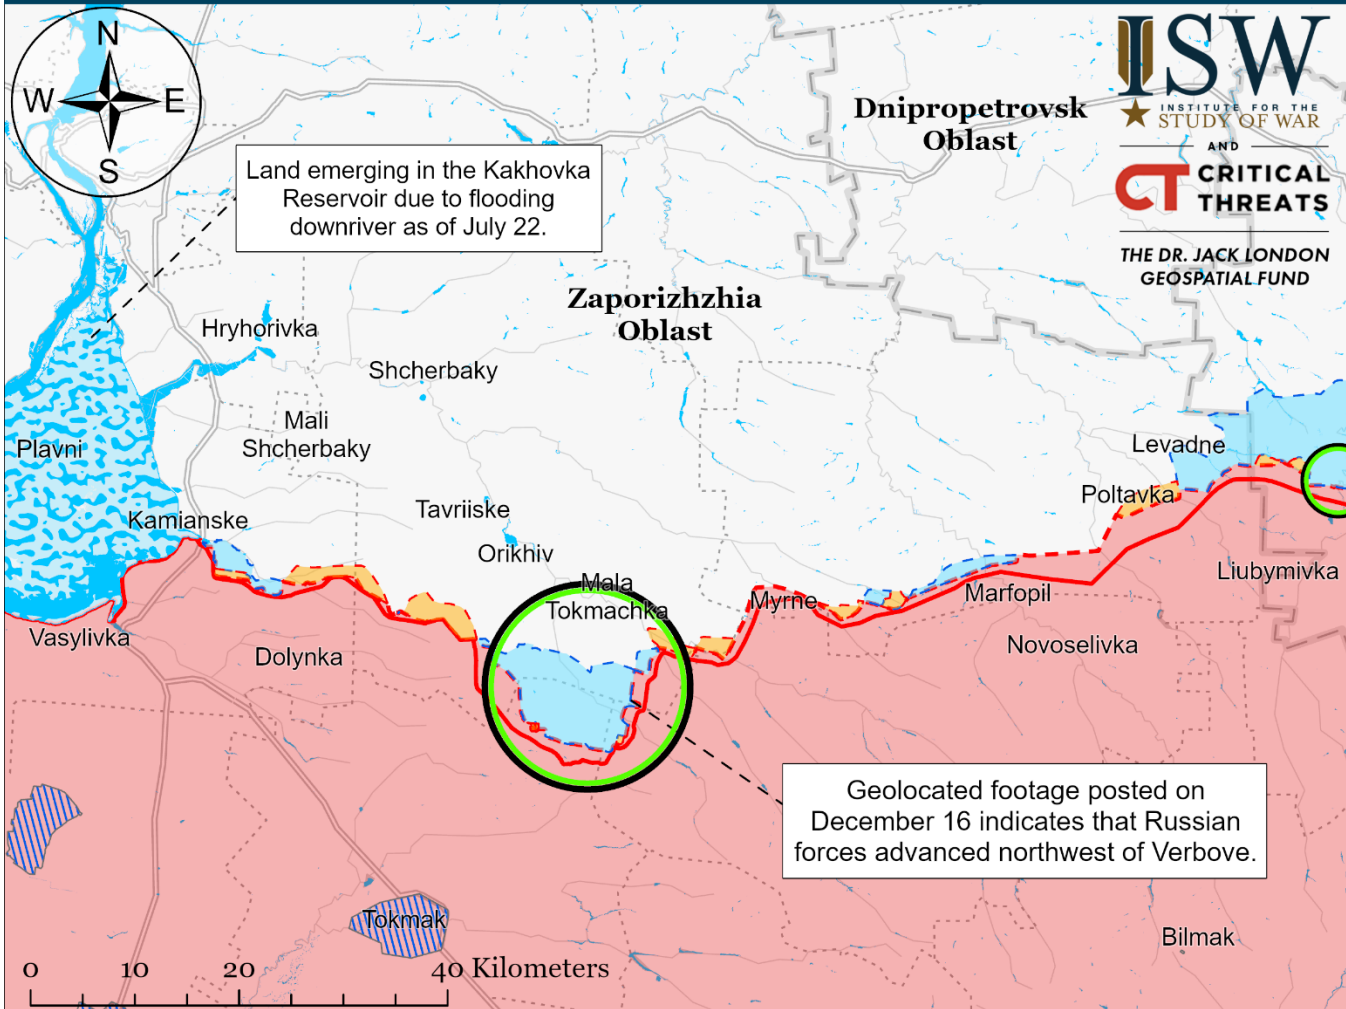 N
W E
S
ISW
INSTITUTE FOR THE
STUDY OF WAR
AND
CT CRITICAL
THREATS
THE DR. JACK LONDON
GEOSPATIAL FUND
Dnipropetrovsk
Oblast
Land emerging in the Kakhovka
Reservoir due to flooding
downriver as of July 22.
Zaporizhzhia
Oblast
Hryhorivka
Shcherbaky
Mali
Shcherbaky
Plavni
Levadne
Poltavka
Tavriiske
Kamianske
Orikhiv
Liubymivka
Mala
Tokmachka
Myrne
Marfopil
Vasylivka
Dolynka
Novoselivka
Geolocated footage posted on
December 16 indicates that Russian
forces advanced northwest of Verbove.
Tokmak
Bilmak
0 10 20 40 Kilometers